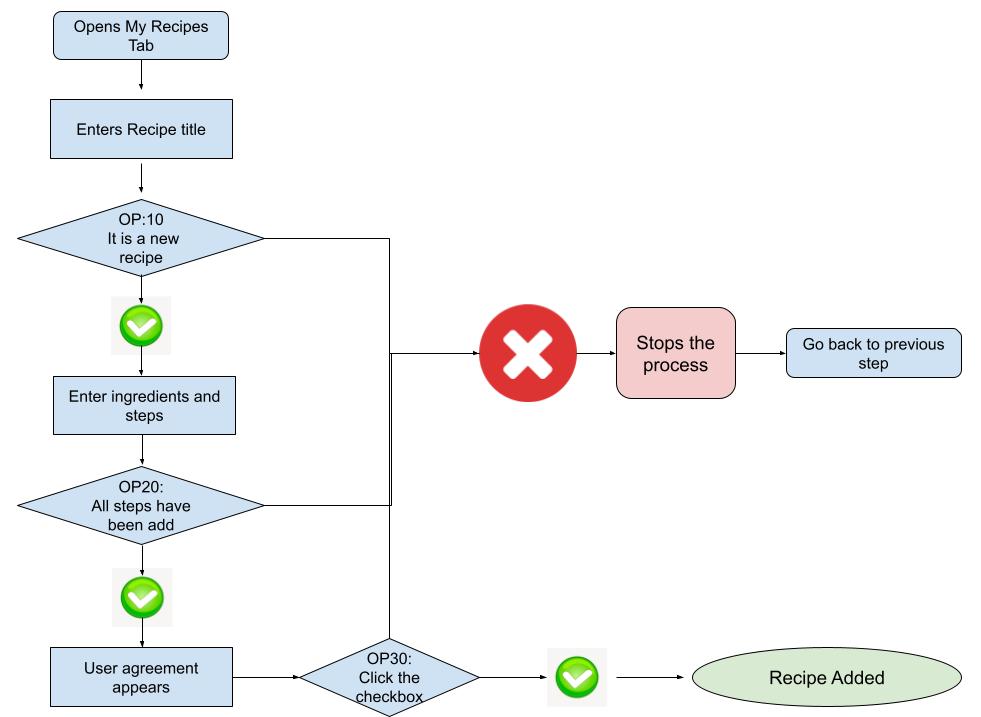 Opens My Recipes
Tab
Enters Recipe title
OP:10
It is a new
recipe
Enter ingredients and
steps
OP20:
All steps have
been add
User agreement
appears
OP30:
Click the
checkbox
Stops the
process
Go back to previous
step
Recipe Added